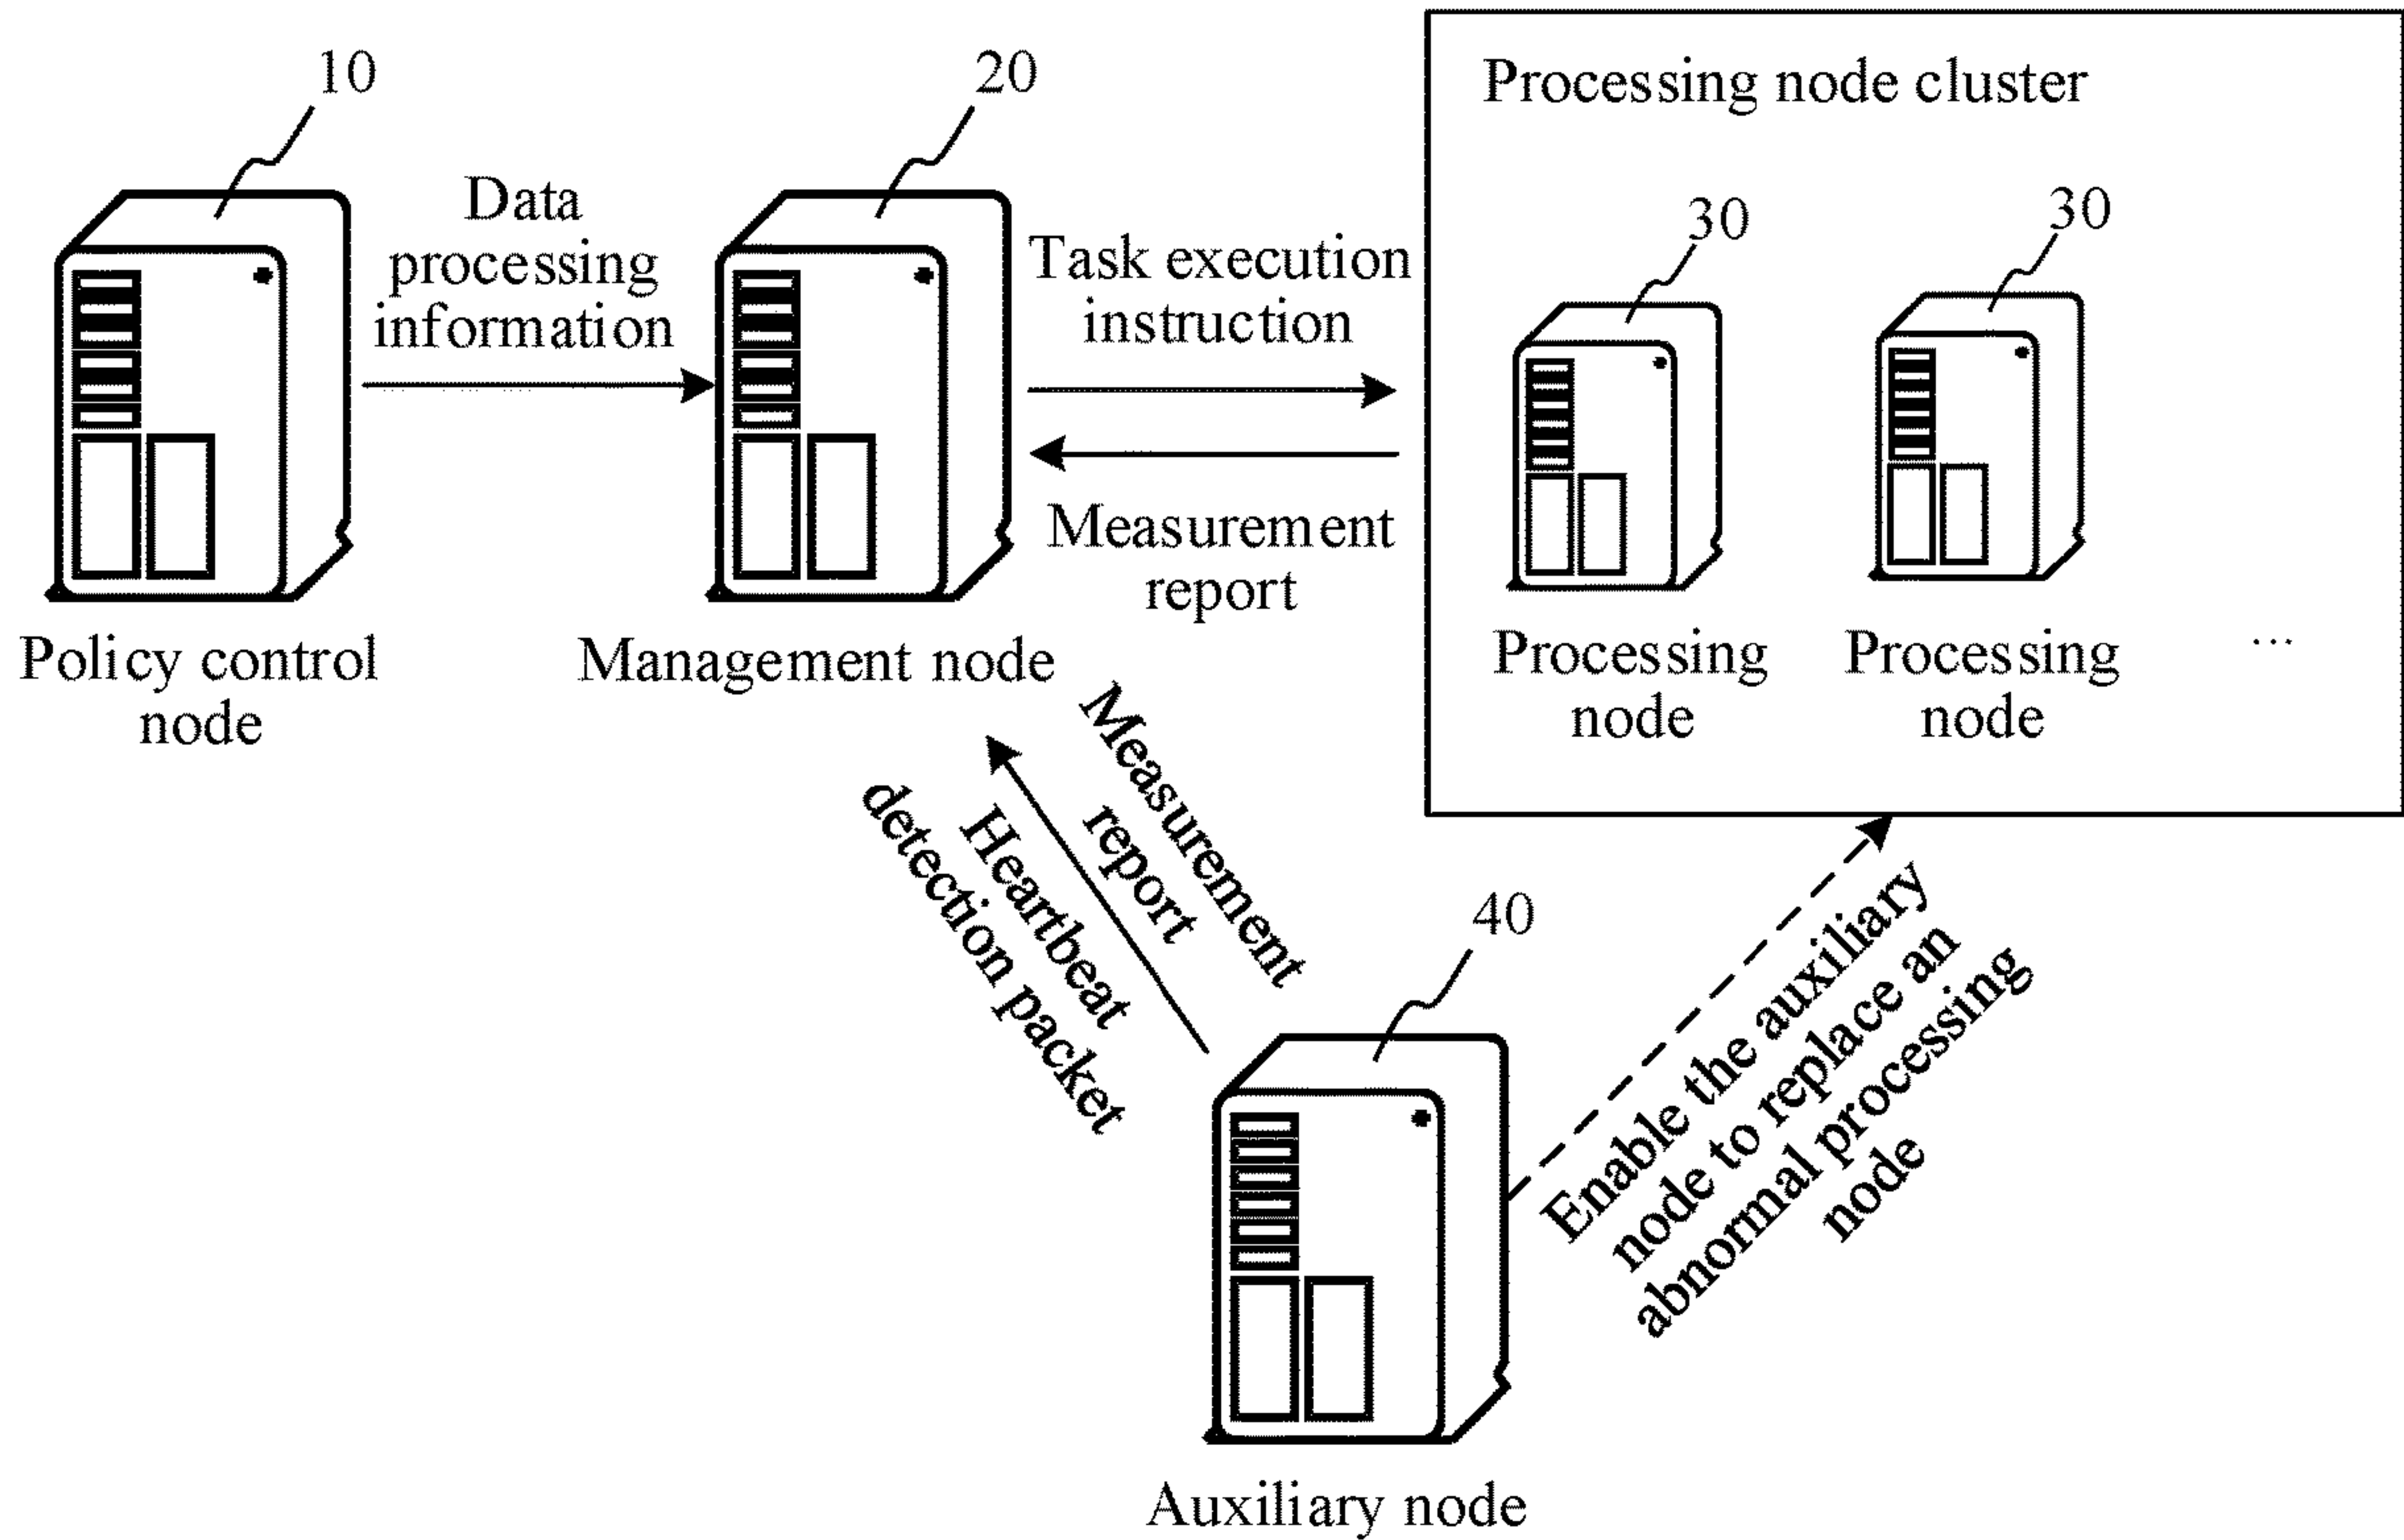 10
20
Processing node cluster
30
30
Data
processing
information
Task execution
instruction
Measurement
report
Policy control
node
Management node
Processing
node
Processing
node
...
Measurement
report
Heartbeat
detection packet
40
Enable the auxiliary
node to replace an
abnormal processing
node
Auxiliary node